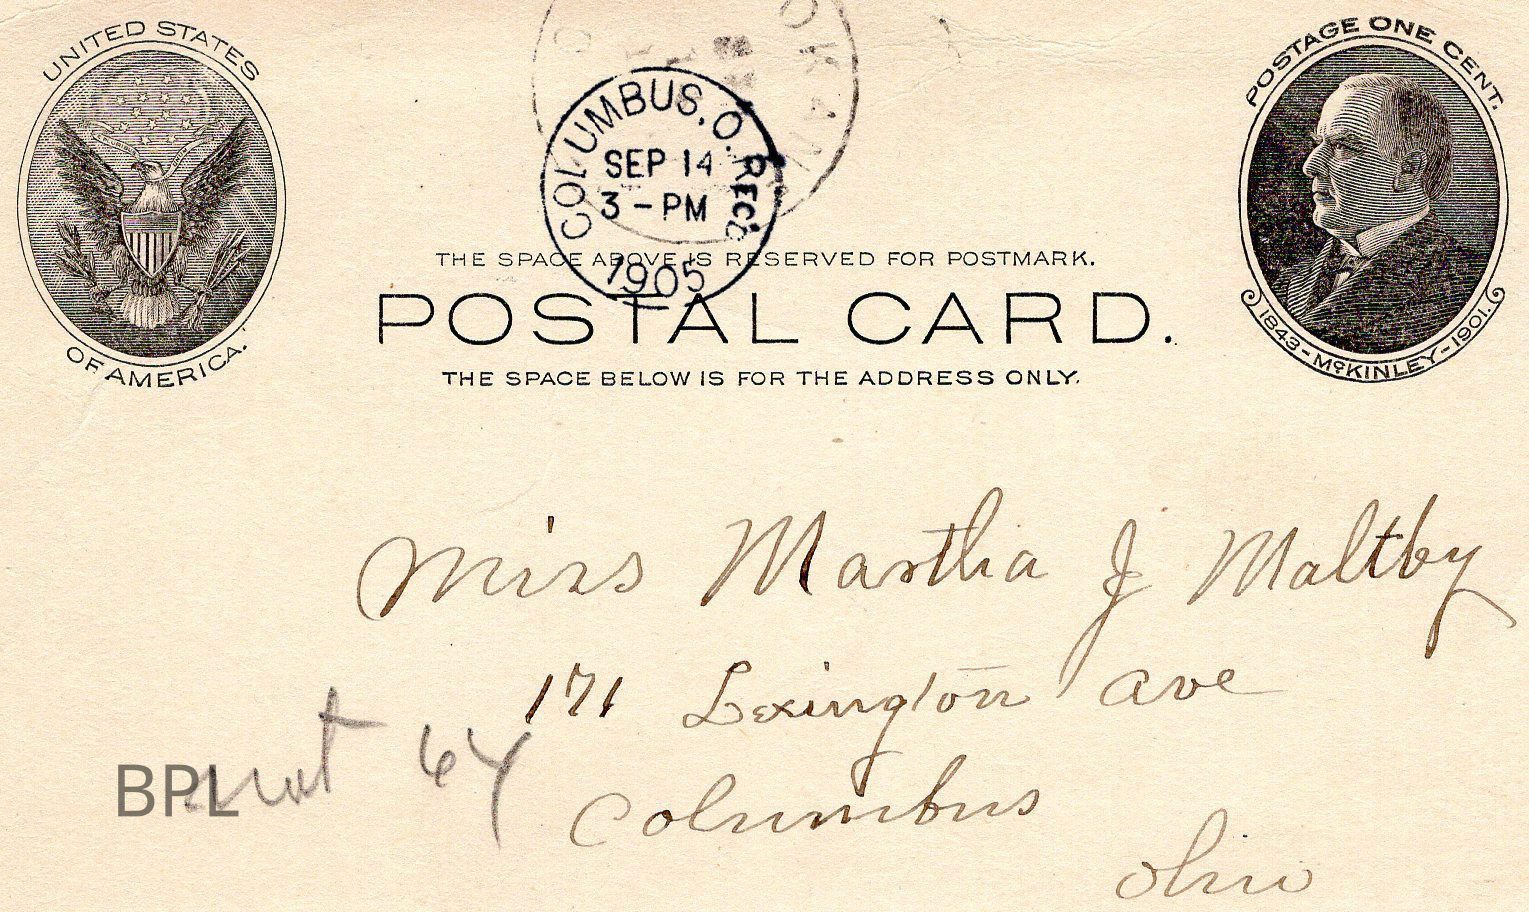 UNITED STATES
OF AMERICA.
COLUMBUS, O. REC'D.
SEP 14
3 - PM
1905
POSTAGE ONE CENT.
1843-McKINLEY-1901.
THE SPACE ABOVE IS RESERVED FOR POSTMARK.
POSTAL CARD.
THE SPACE BELOW IS FOR THE ADDRESS ONLY.
Miss Martha J Maltby
171 Lexington Ave
Columbus
Ohio
BPL